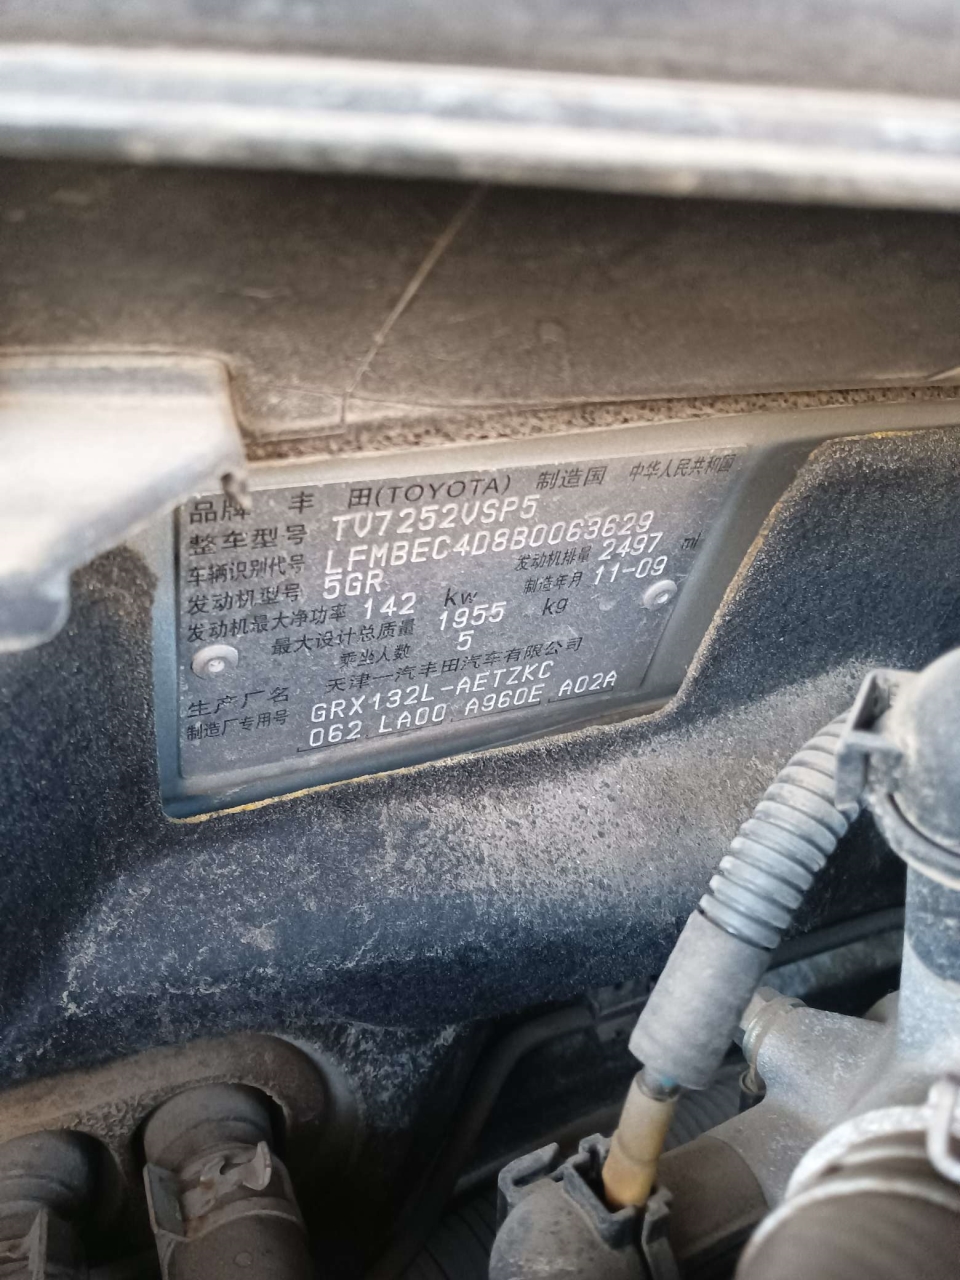 品牌 丰 田(TOYOTA) 制造国 中华人民共和国
整车型号 TV7252VSP5
车辆识别代号 LFMBEC4D8B0063629
发动机型号 5GR 发动机排量 2497 ml
发动机最大净功率 142 kw 制造年月 11-09
最大设计总质量 1955 kg
乘坐人数 5
生产厂名 天津一汽丰田汽车有限公司
制造厂专用号 GRX132L-AETZKC
062 LA00 A960E A02A